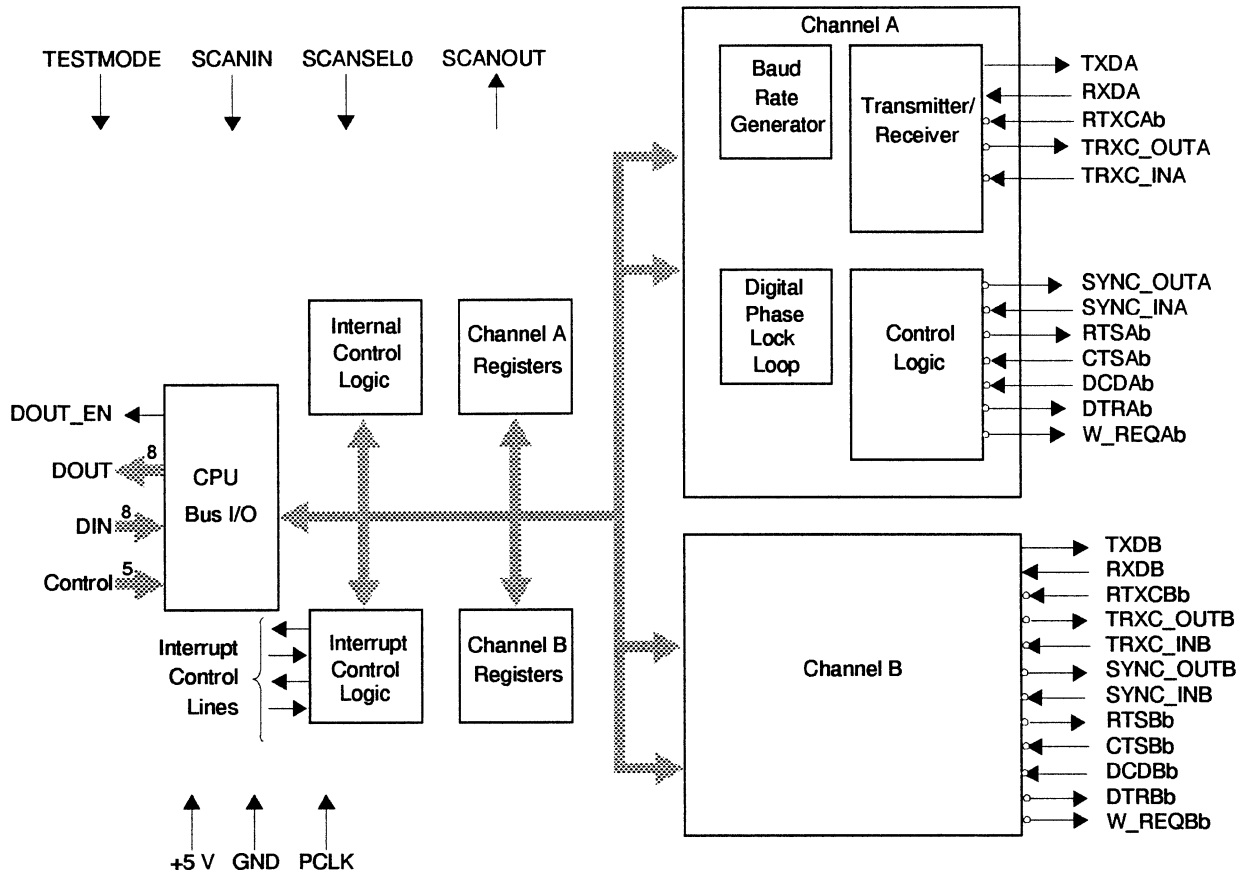 TESTMODE
SCANIN
SCANSEL0
SCANOUT
Channel A
Baud
Rate
Generator
Transmitter/
Receiver
TXDA
RXDA
RTXCAb
TRXC_OUTA
TRXC_INA
Digital
Phase
Lock
Loop
Control
Logic
SYNC_OUTA
SYNC_INA
RTSAb
CTSAb
DCDAb
DTRAb
W_REQAb
Internal
Control
Logic
Channel A
Registers
DOUT_EN
DOUT
8
DIN
8
Control
5
CPU
Bus I/O
Interrupt
Control
Lines
Interrupt
Control
Logic
Channel B
Registers
Channel B
TXDB
RXDB
RTXCBb
TRXC_OUTB
TRXC_INB
SYNC_OUTB
SYNC_INB
RTSBb
CTSBb
DCDBb
DTRBb
W_REQBb
+5 V
GND
PCLK